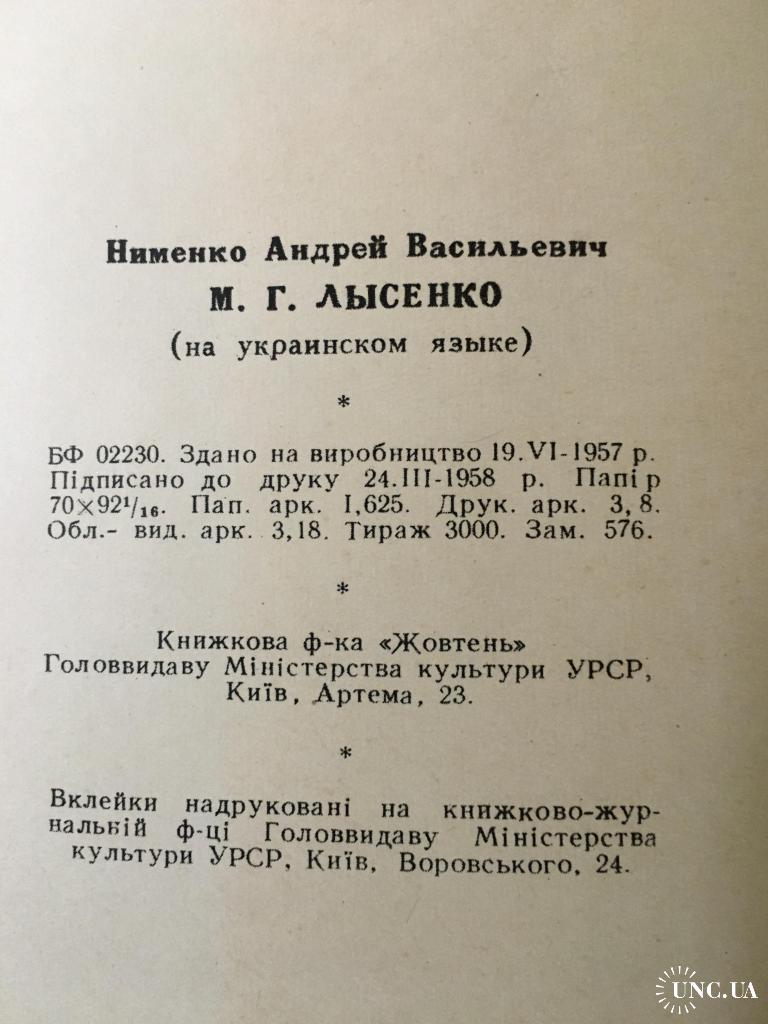 Нименко Андрей Васильевич
М. Г. ЛЫСЕНКО
(на украинском языке)
*
БФ 02230. Здано на виробництво 19.VI-1957 р.
Підписано до друку 24.III-1958 р. Папір
70×92¹/₁₆. Пап. арк. I,625. Друк. арк. 3,8.
Обл.- вид. арк. 3,18. Тираж 3000. Зам. 576.
*
Книжкова ф-ка «Жовтень»
Головвидаву Міністерства культури УРСР,
Київ, Артема, 23.
*
Вклейки надруковані на книжково-жур-
нальній ф-ці Головвидаву Міністерства
культури УРСР, Київ, Воровського, 24.
UNC.UA